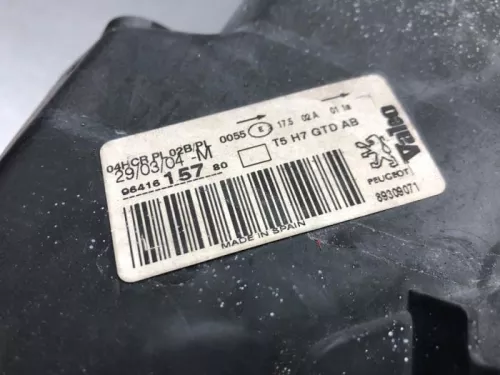 04HCR PL 02B/PL 0055 E 17.5 02A 01
29/03/04 -M T5 H7 GTD AB
96416 157 80
MADE IN SPAIN
PEUGEOT
Valeo
89309071